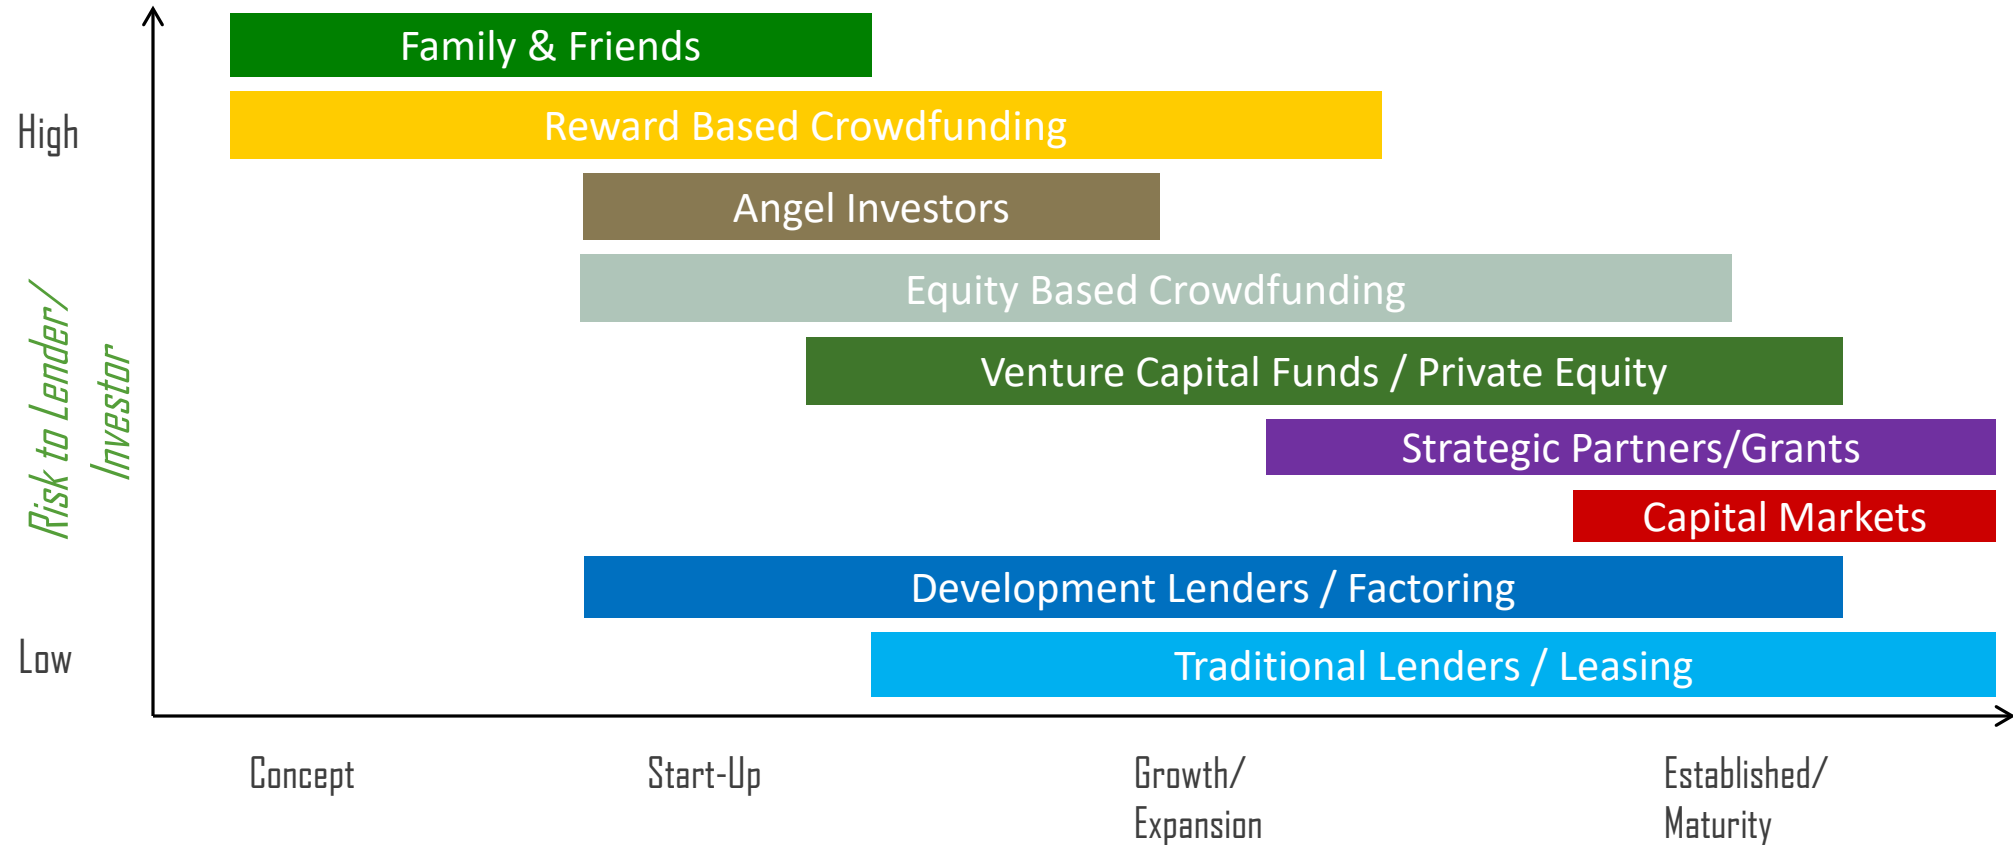 Family & Friends
High
Reward Based Crowdfunding
Angel Investors
Equity Based Crowdfunding
Risk to Lender/
Investor
Venture Capital Funds / Private Equity
Strategic Partners/Grants
Capital Markets
Development Lenders / Factoring
Low
Traditional Lenders / Leasing
Concept
Start-Up
Growth/
Expansion
Established/
Maturity